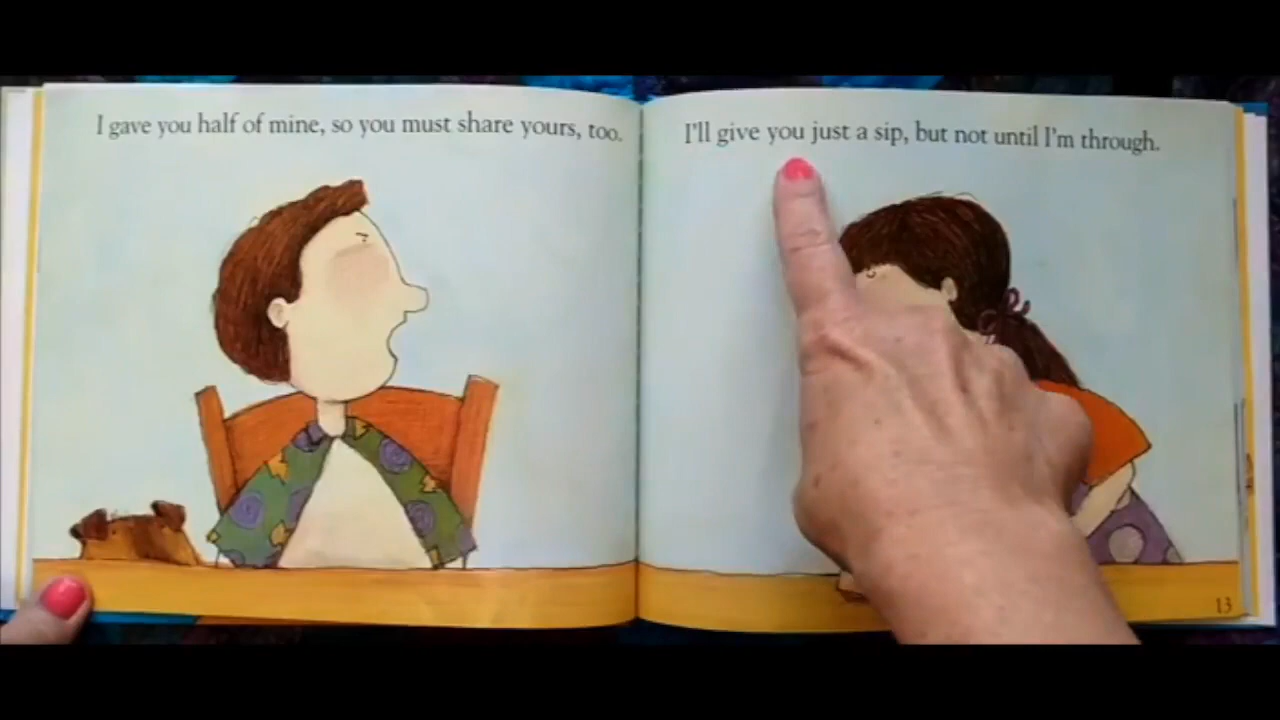 I gave you half of mine, so you must share yours, too.
I'll give you just a sip, but not until I'm through.
13